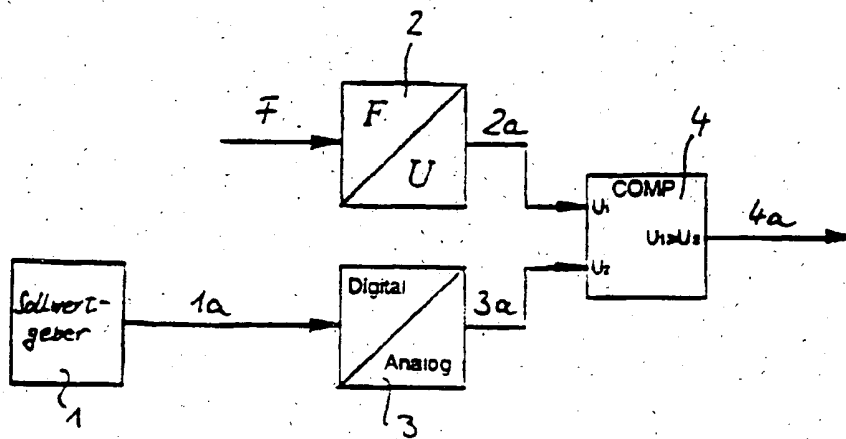 2
F
F
U
2a
4
COMP
U₁
U₁≥U₂
U₂
4a
Sollwert-
geber
1a
Digital
Analog
3a
1
3